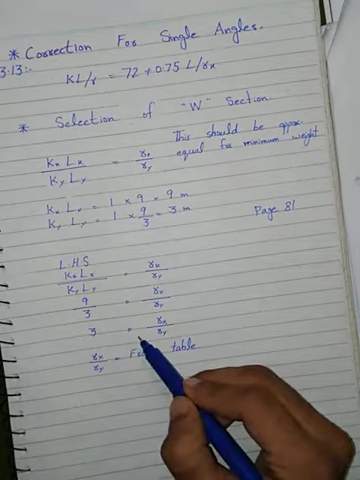 * Correction For Single Angles.
3.13:-
KL/r = 72 + 0.75 L/rx
* Selection of "W" Section
KxLx / KyLy = rx / ry This should be approx. equal for minimum weight
KxLx = 1 x 9 = 9 m
KyLy = 1 x 9/3 = 3 m
Page 81
L.H.S
KxLx / KyLy = rx / ry
9 / 3 = rx / ry
3 = rx / ry
rx / ry = table